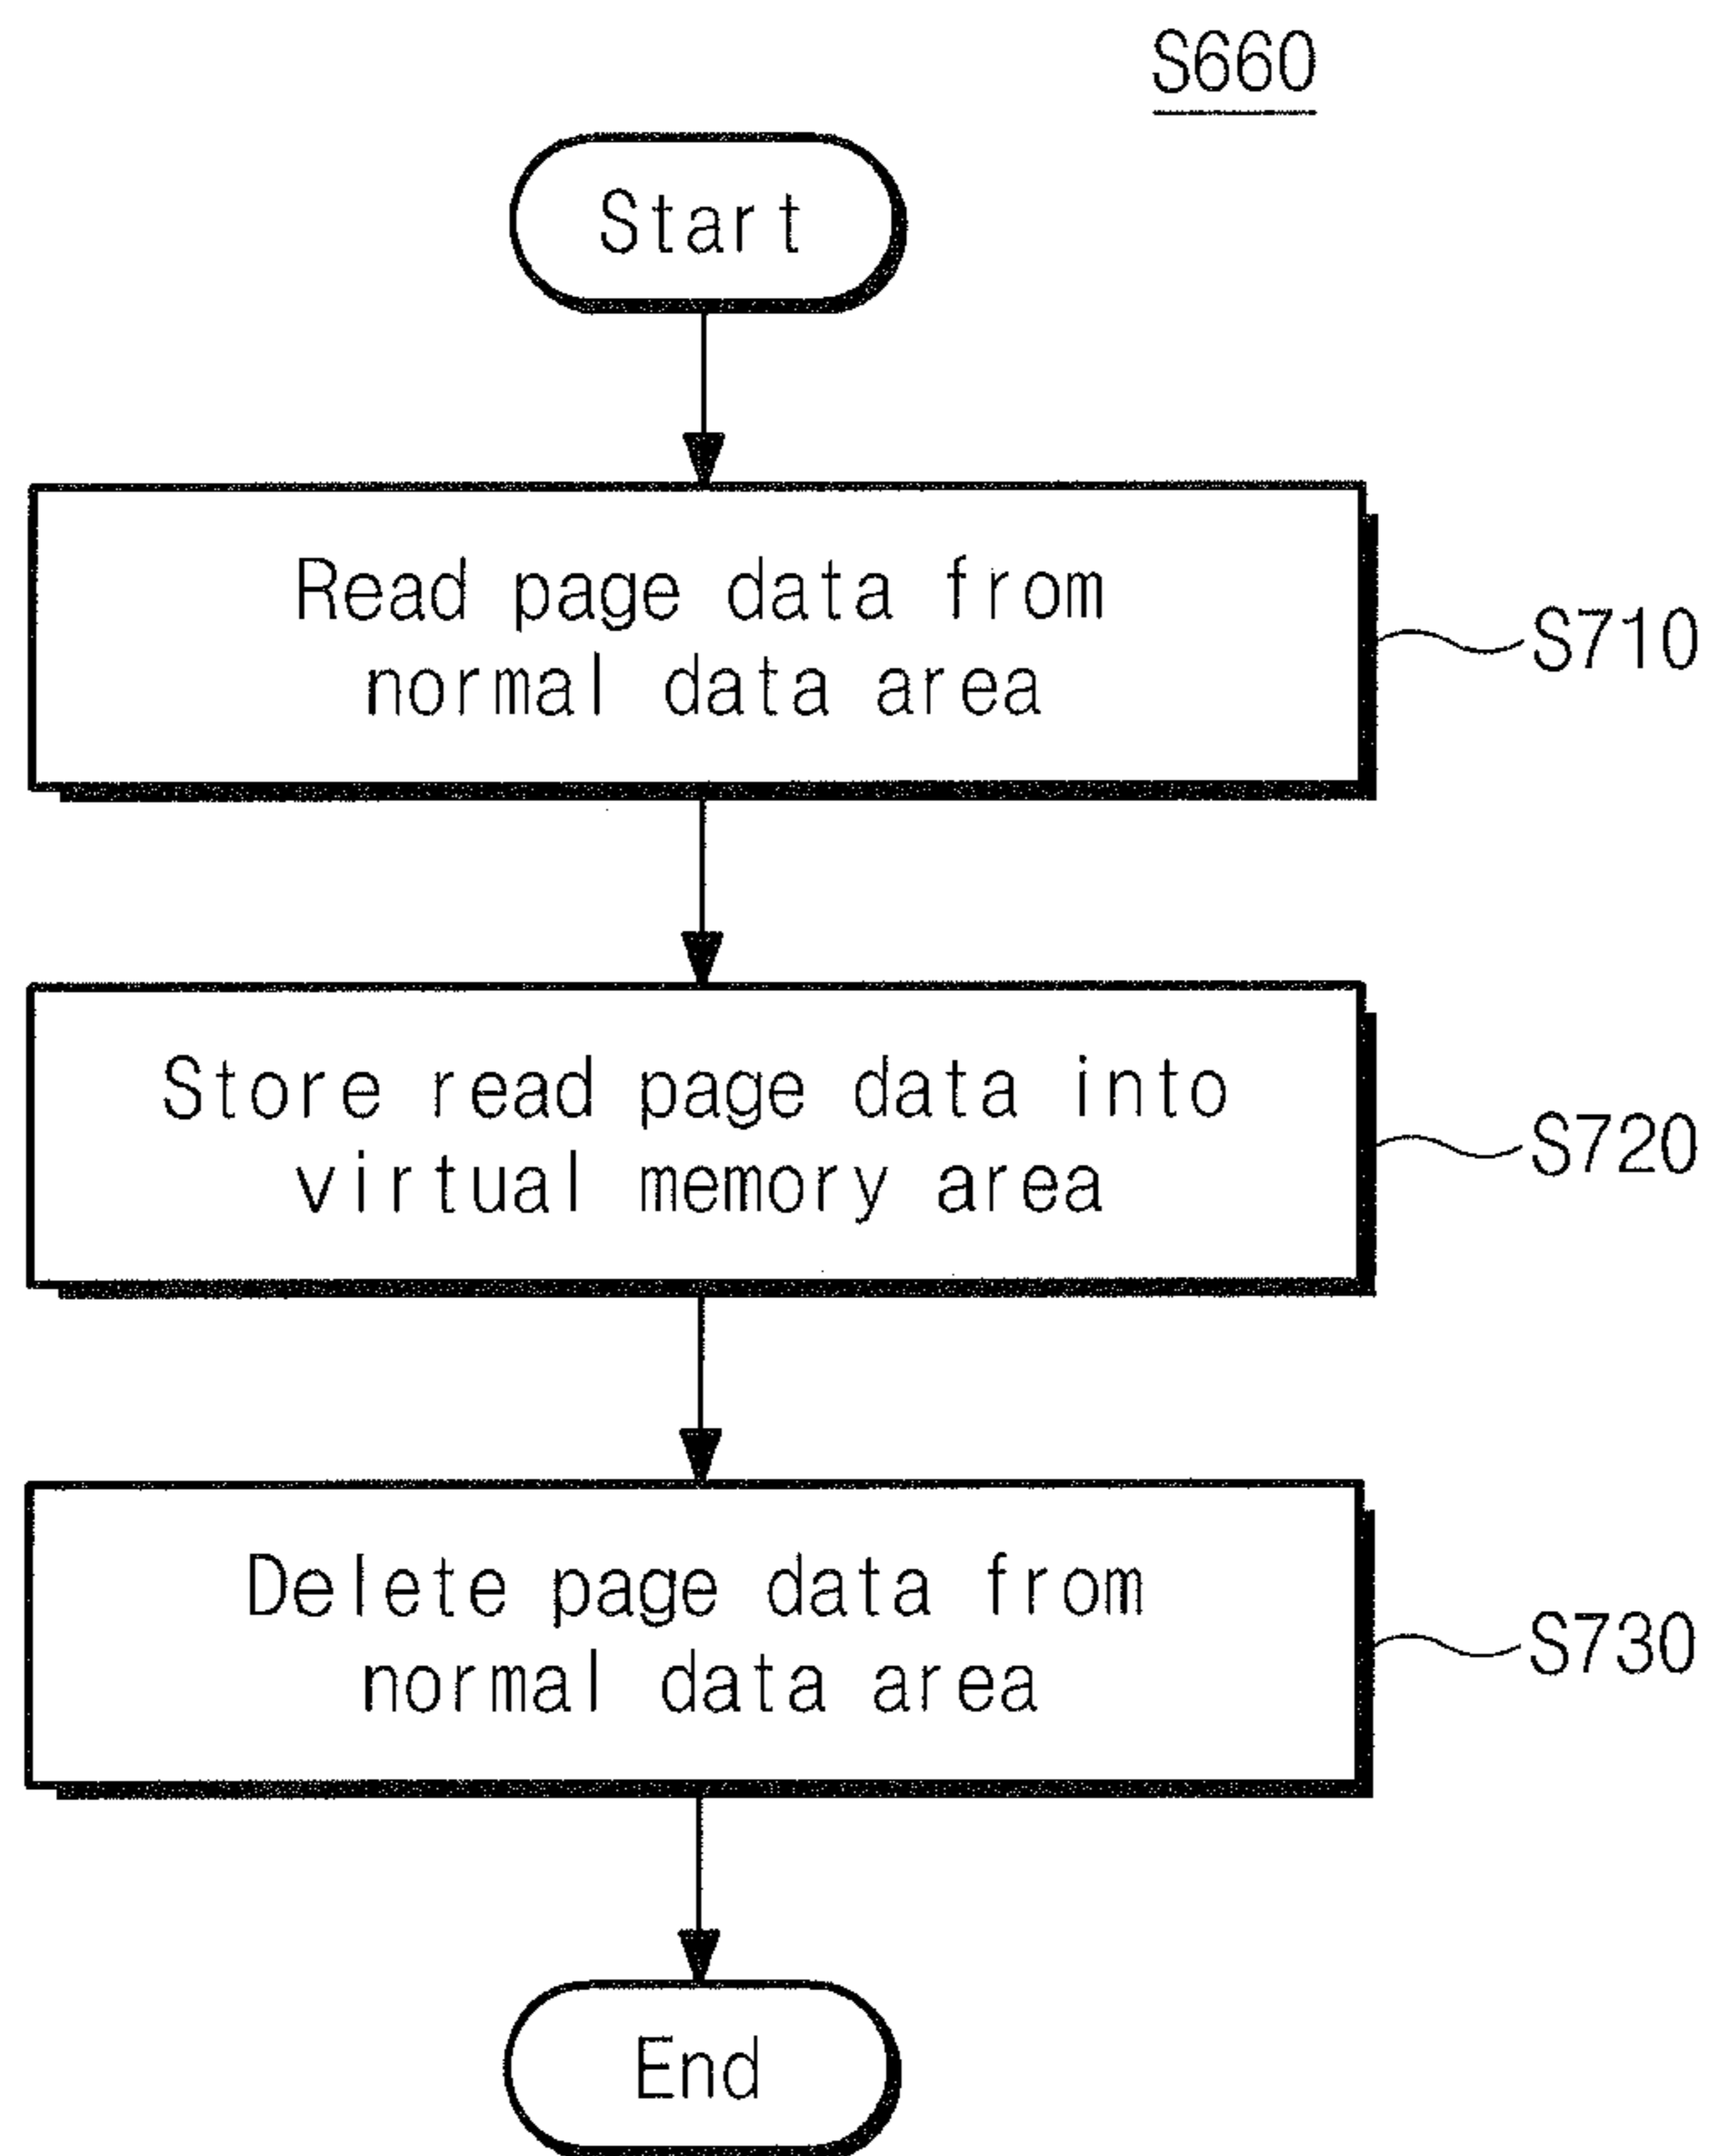 S660
Start
Read page data from
normal data area
S710
Store read page data into
virtual memory area
S720
Delete page data from
normal data area
S730
End